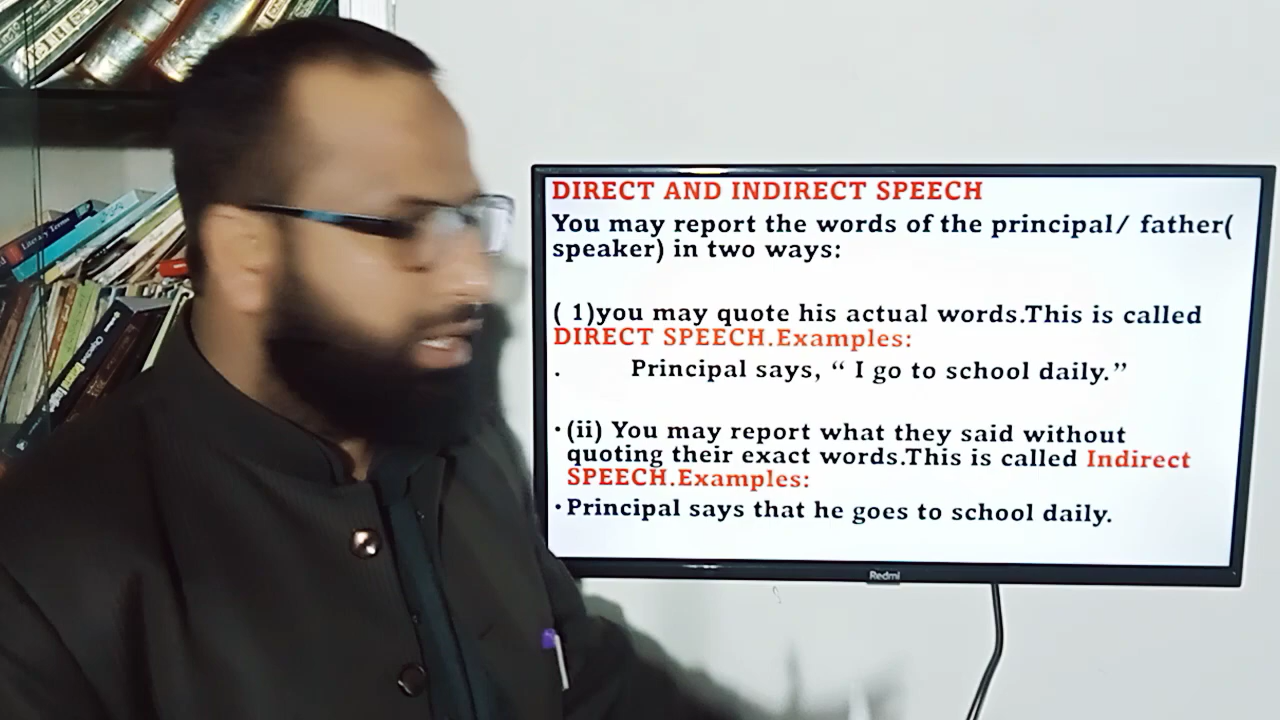 DIRECT AND INDIRECT SPEECH
You may report the words of the principal/ father(
speaker) in two ways:
( 1)you may quote his actual words.This is called
DIRECT SPEECH.Examples:
. Principal says, “ I go to school daily.”
•(ii) You may report what they said without
quoting their exact words.This is called Indirect
SPEECH.Examples:
•Principal says that he goes to school daily.
Redmi
Literary Terms
Objective